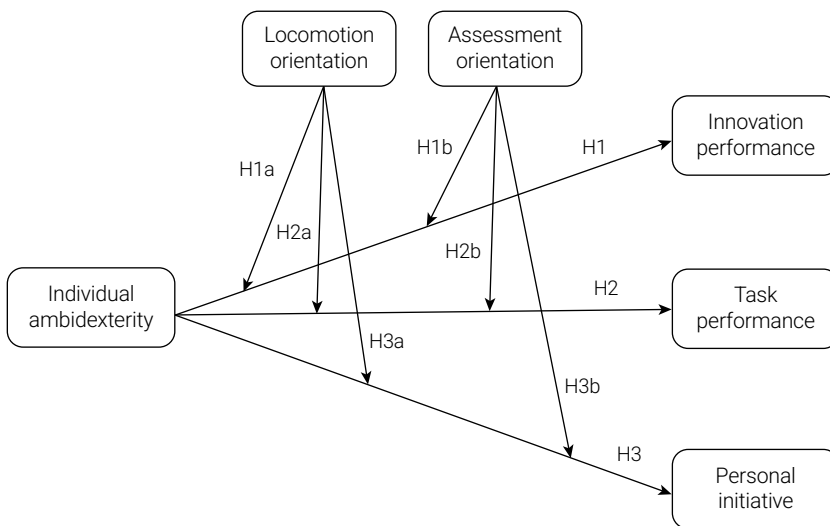 Locomotion
orientation
Assessment
orientation
Innovation
performance
H1
H1b
H1a
H2a
H2b
Individual
ambidexterity
H2
Task
performance
H3a
H3b
H3
Personal
initiative